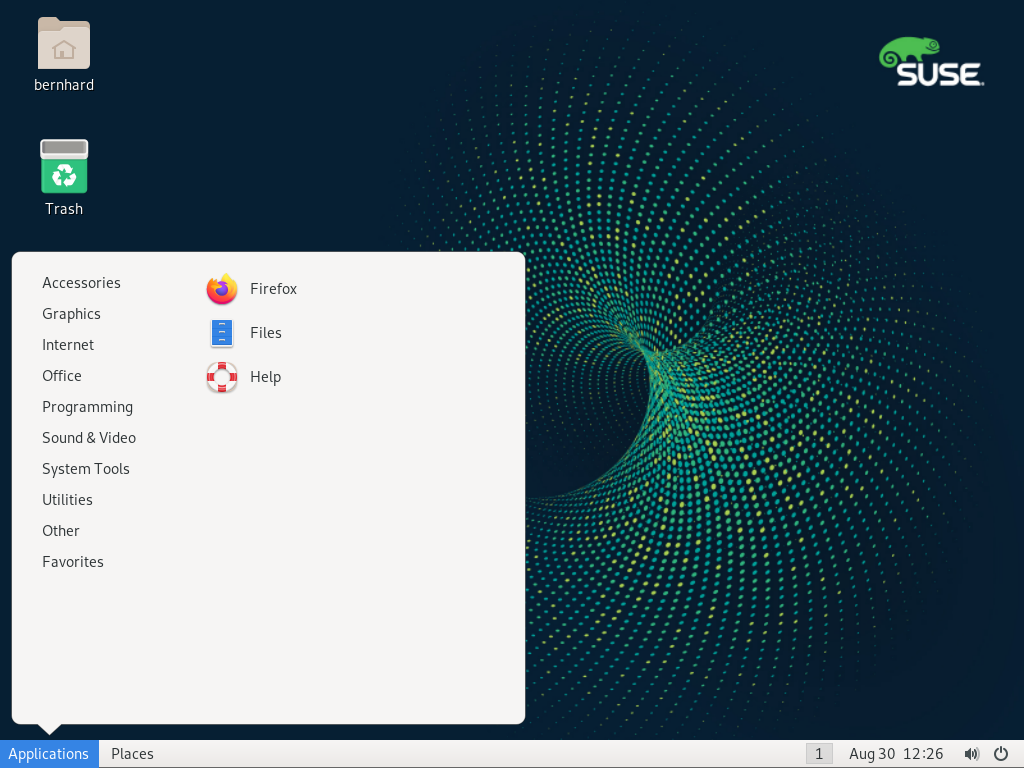 bernhard
SUSE
Trash
Accessories
Graphics
Internet
Office
Programming
Sound & Video
System Tools
Utilities
Other
Favorites
Firefox
Files
Help
Applications
Places
1
Aug 30 12:26